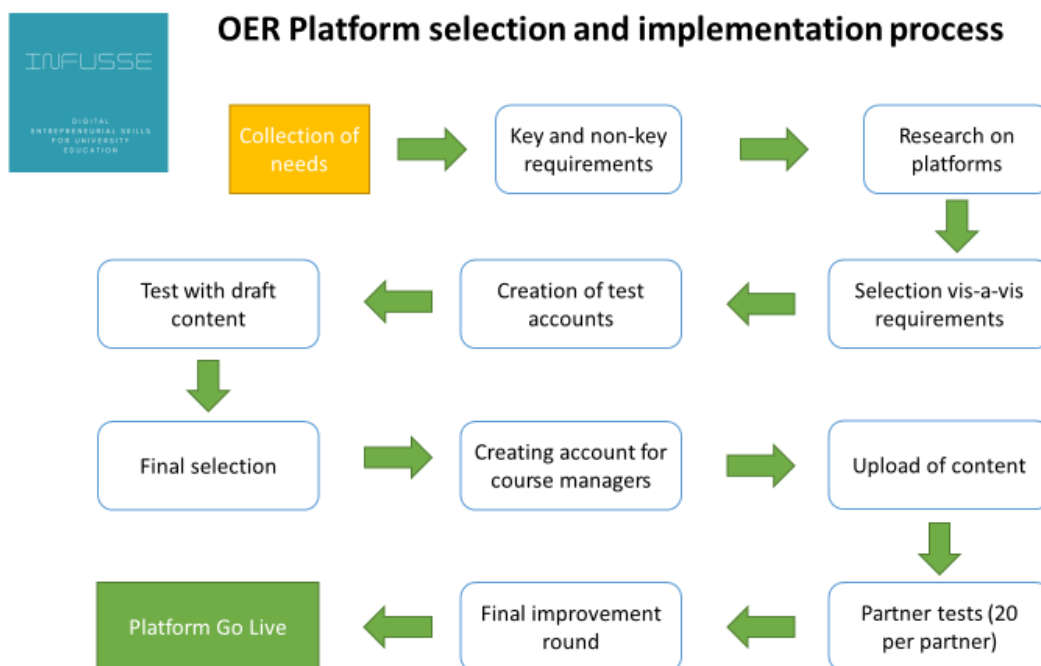 OER Platform selection and implementation process
INFUSSE
DIGITAL
ENTREPRENEURIAL SKILLS
FOR UNIVERSITY
EDUCATION
Collection of
needs
Key and non-key
requirements
Research on
platforms
Selection vis-a-vis
requirements
Creation of test
accounts
Test with draft
content
Final selection
Creating account for
course managers
Upload of content
Partner tests (20
per partner)
Final improvement
round
Platform Go Live